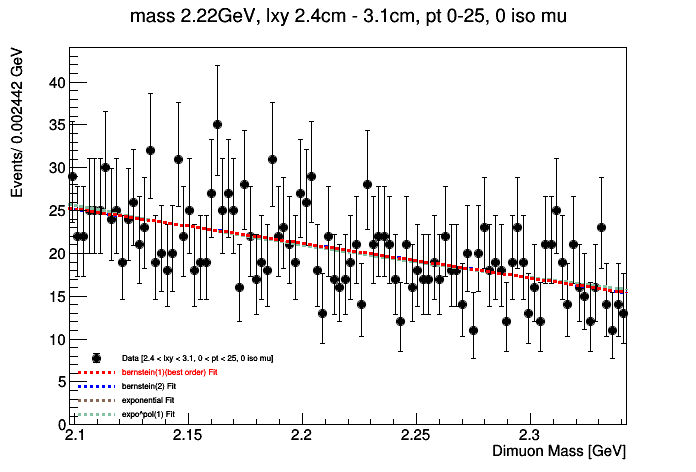 mass 2.22GeV, lxy 2.4cm - 3.1cm, pt 0-25, 0 iso mu
Events/ 0.002442 GeV
40
35
30
25
20
15
10
5
0
Data [2.4 < lxy < 3.1, 0 < pt < 25, 0 iso mu]
bernstein(1)(best order) Fit
bernstein(2) Fit
exponential Fit
expo*pol(1) Fit
2.1 2.15 2.2 2.25 2.3
Dimuon Mass [GeV]